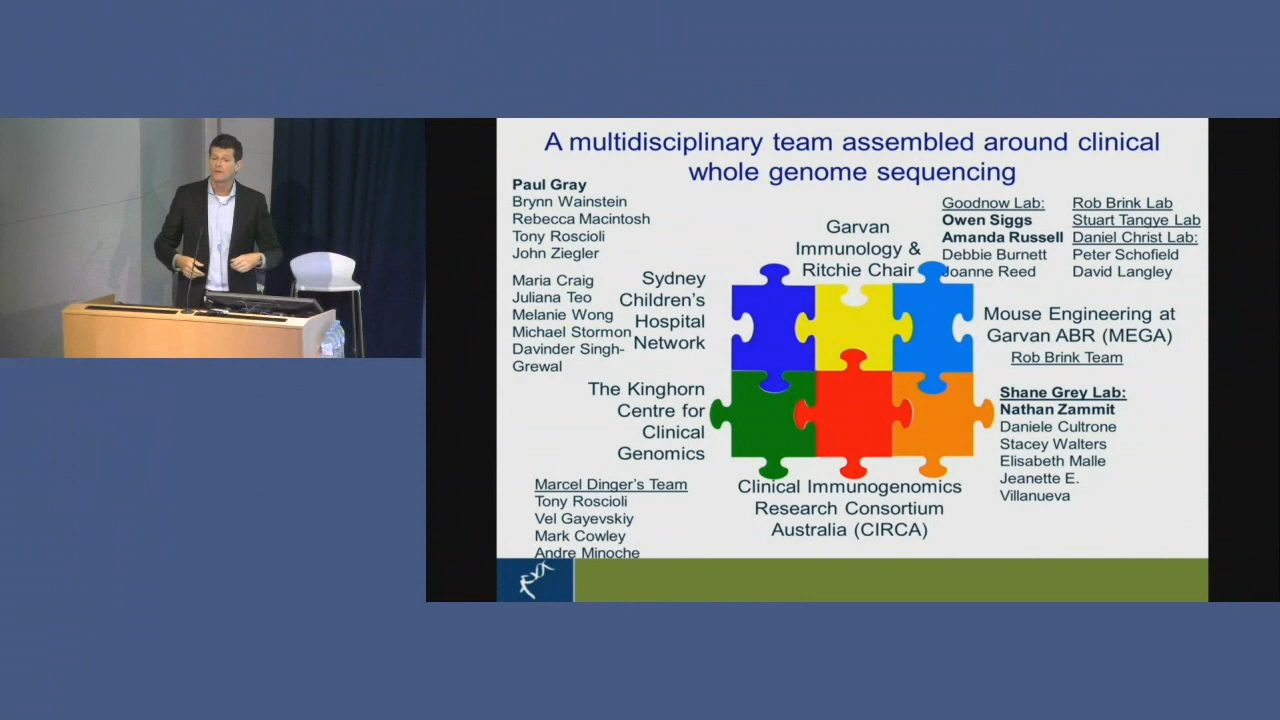 A multidisciplinary team assembled around clinical
whole genome sequencing
Paul Gray
Brynn Wainstein
Rebecca Macintosh
Tony Roscioli
John Ziegler
Maria Craig
Juliana Teo
Melanie Wong
Michael Stormon
Davinder Singh-
Grewal
Sydney
Children's
Hospital
Network
Garvan
Immunology &
Ritchie Chair
Goodnow Lab:
Owen Siggs
Amanda Russell
Debbie Burnett
Joanne Reed
Rob Brink Lab
Stuart Tangye Lab
Daniel Christ Lab:
Peter Schofield
David Langley
Mouse Engineering at
Garvan ABR (MEGA)
Rob Brink Team
The Kinghorn
Centre for
Clinical
Genomics
Shane Grey Lab:
Nathan Zammit
Daniele Cultrone
Stacey Walters
Elisabeth Malle
Jeanette E.
Villanueva
Marcel Dinger's Team
Tony Roscioli
Vel Gayevskiy
Mark Cowley
Andre Minoche
Clinical Immunogenomics
Research Consortium
Australia (CIRCA)